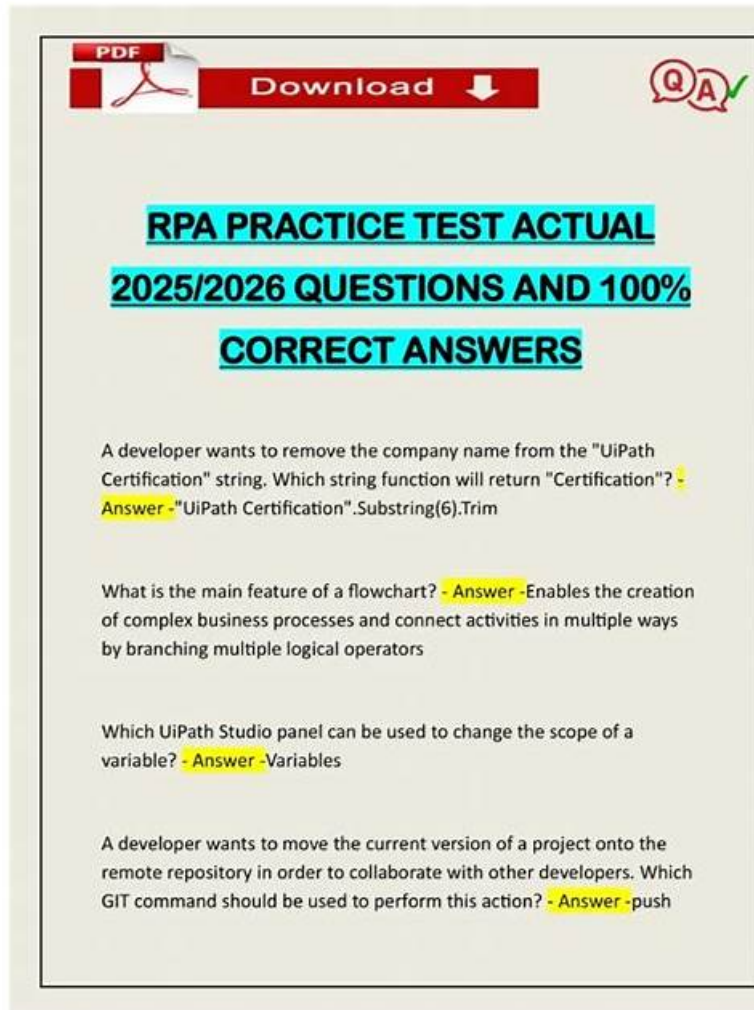 PDF
Download
Q A
RPA PRACTICE TEST ACTUAL
2025/2026 QUESTIONS AND 100%
CORRECT ANSWERS
A developer wants to remove the company name from the "UiPath
Certification" string. Which string function will return "Certification"? -
Answer -"UiPath Certification".Substring(6).Trim
What is the main feature of a flowchart? - Answer -Enables the creation
of complex business processes and connect activities in multiple ways
by branching multiple logical operators
Which UiPath Studio panel can be used to change the scope of a
variable? - Answer -Variables
A developer wants to move the current version of a project onto the
remote repository in order to collaborate with other developers. Which
GIT command should be used to perform this action? - Answer -push